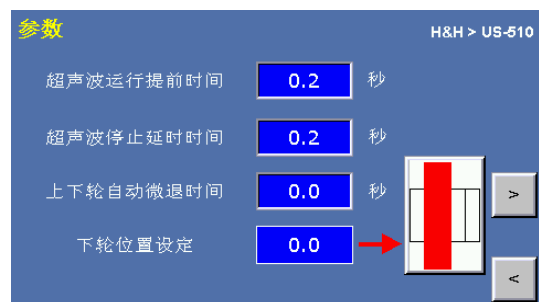 参数
H&H > US-510
超声波运行提前时间 0.2 秒
超声波停止延时时间 0.2 秒
上下轮自动微退时间 0.0 秒
>
下轮位置设定 0.0
<